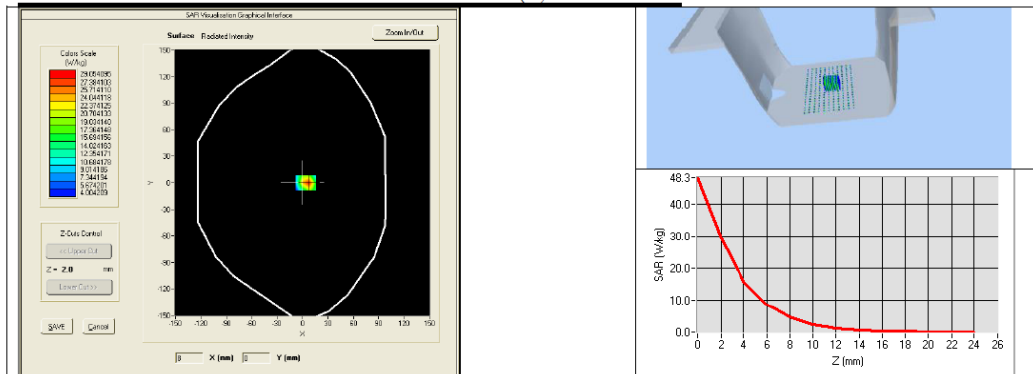 SAR Visualisation Graphical Interface
Surface Radiated Intensity
Zoom In/Out
Colors Scale
(W/kg)
29.054095
27.384103
25.714110
24.044118
22.374125
20.704133
19.034140
17.364148
15.694156
14.024163
12.354171
10.684178
9.014186
7.344194
5.674201
4.004209
Z-Cuts Control
<< Upper Cut
Z = 2.0 mm
Lower Cut >>
SAVE Cancel
150
120
90
60
30
0
-30
-60
-90
-120
-150
Y
-150 -120 -90 -60 -30 0 30 60 90 120 150
X
0 X (mm) 0 Y (mm)
48.3
40.0
30.0
20.0
10.0
0.0
SAR (W/kg)
0 2 4 6 8 10 12 14 16 18 20 22 24 26
Z (mm)